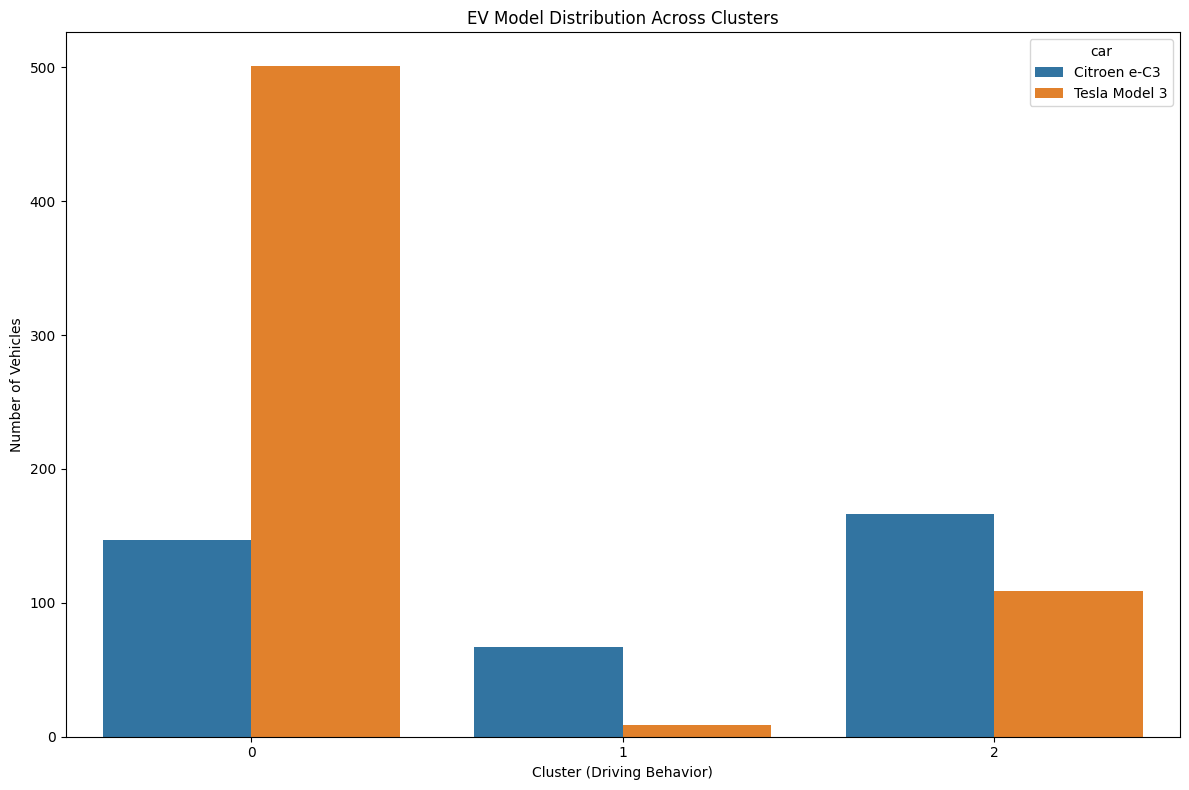 EV Model Distribution Across Clusters
car
Citroen e-C3
Tesla Model 3
500
400
300
200
100
0
Number of Vehicles
0 1 2
Cluster (Driving Behavior)